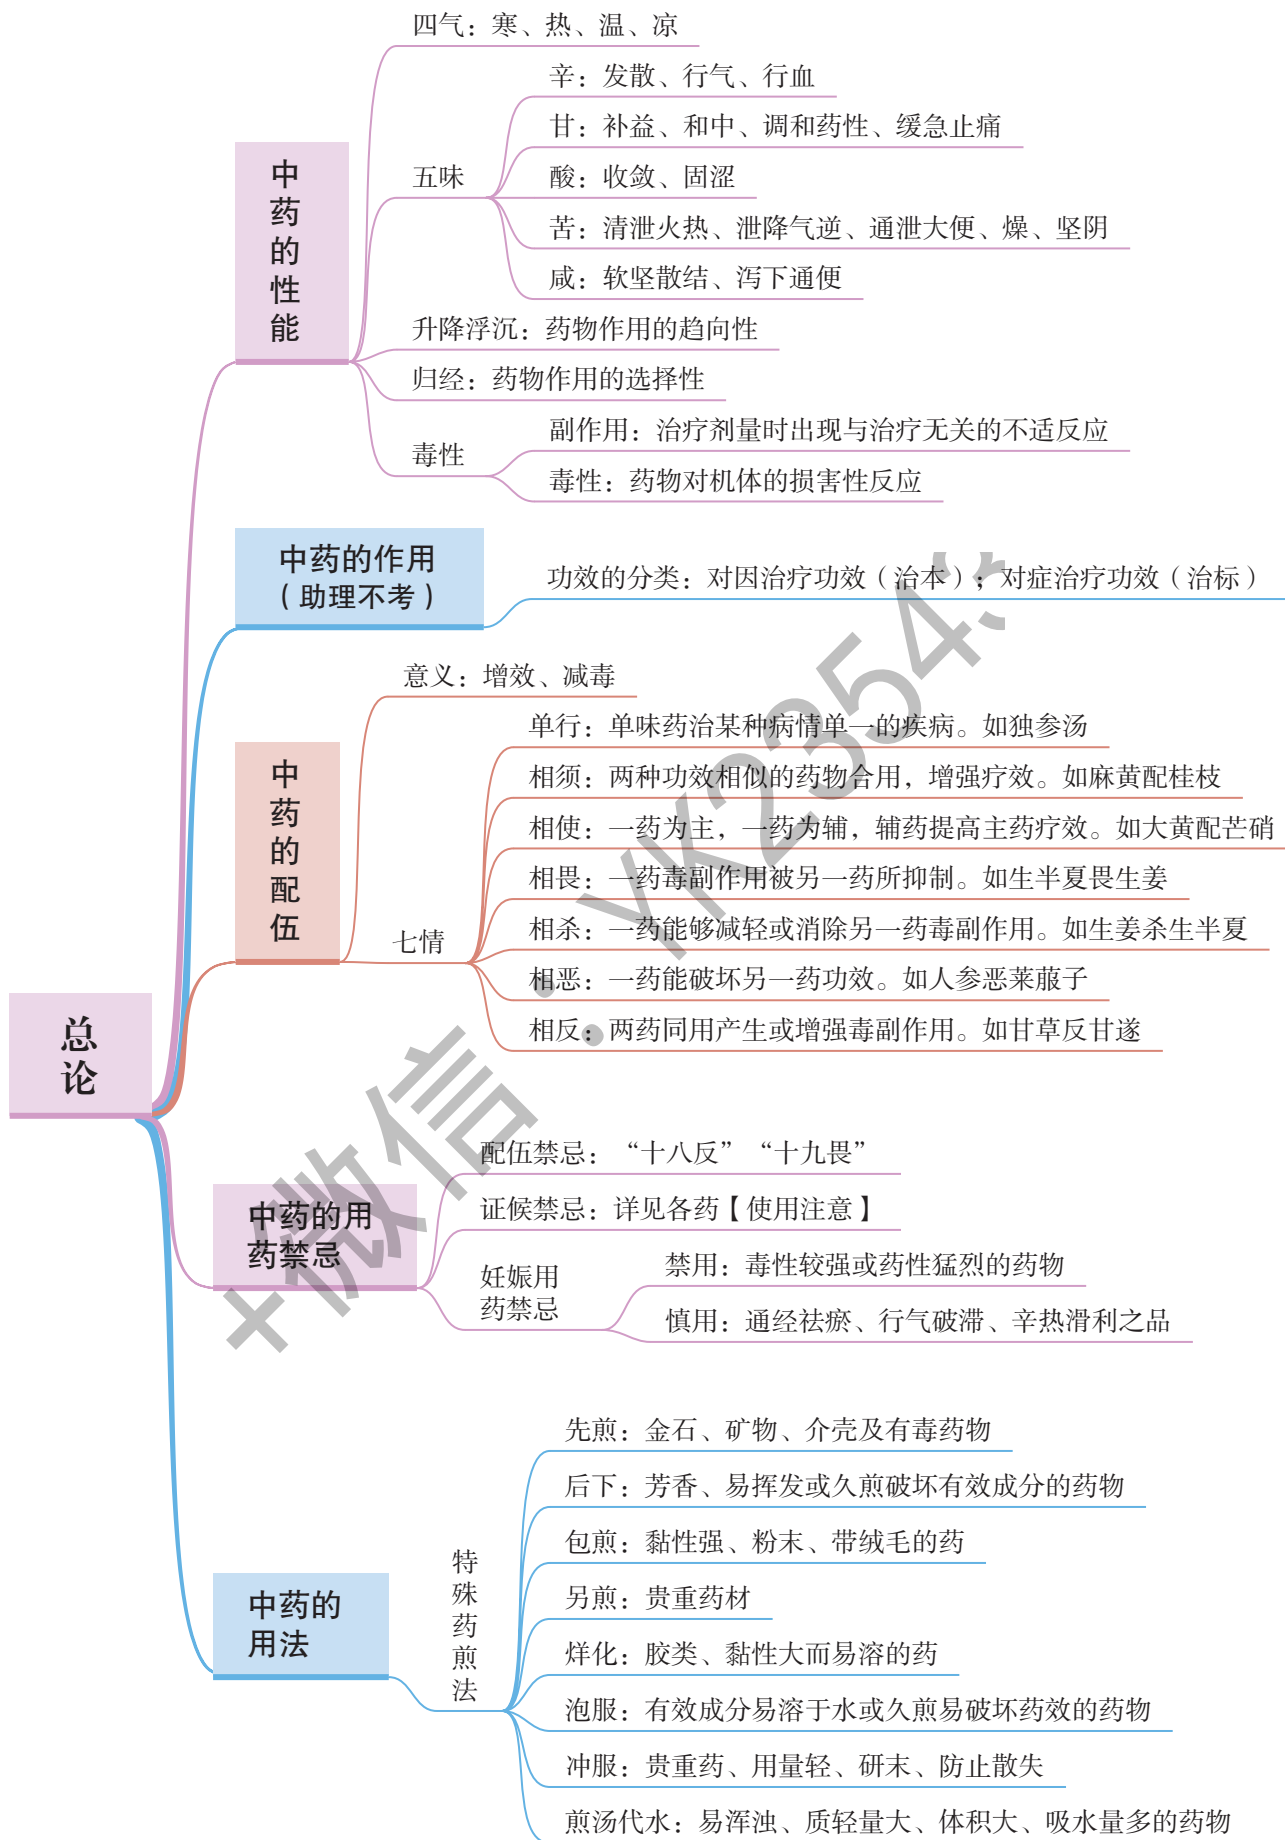 四气：寒、热、温、凉
辛：发散、行气、行血
甘：补益、和中、调和药性、缓急止痛
五味
酸：收敛、固涩
苦：清泄火热、泄降气逆、通泄大便、燥、坚阴
咸：软坚散结、泻下通便
中药的性能
升降浮沉：药物作用的趋向性
归经：药物作用的选择性
副作用：治疗剂量时出现与治疗无关的不适反应
毒性
毒性：药物对机体的损害性反应
中药的作用
（助理不考）
功效的分类：对因治疗功效（治本）；对症治疗功效（治标）
意义：增效、减毒
单行：单味药治某种病情单一的疾病。如独参汤
相须：两种功效相似的药物合用，增强疗效。如麻黄配桂枝
相使：一药为主，一药为辅，辅药提高主药疗效。如大黄配芒硝
中药的配伍
相畏：一药毒副作用被另一药所抑制。如生半夏畏生姜
七情
相杀：一药能够减轻或消除另一药毒副作用。如生姜杀生半夏
相恶：一药能破坏另一药功效。如人参恶莱菔子
相反：两药同用产生或增强毒副作用。如甘草反甘遂
总论
配伍禁忌：“十八反”“十九畏”
中药的用
药禁忌
证候禁忌：详见各药【使用注意】
妊娠用
药禁忌
禁用：毒性较强或药性猛烈的药物
慎用：通经祛瘀、行气破滞、辛热滑利之品
先煎：金石、矿物、介壳及有毒药物
后下：芳香、易挥发或久煎破坏有效成分的药物
包煎：黏性强、粉末、带绒毛的药
另煎：贵重药材
中药的
用法
特殊药煎法
烊化：胶类、黏性大而易溶的药
泡服：有效成分易溶于水或久煎易破坏药效的药物
冲服：贵重药、用量轻、研末、防止散失
煎汤代水：易浑浊、质轻量大、体积大、吸水量多的药物
+微信：YK2354